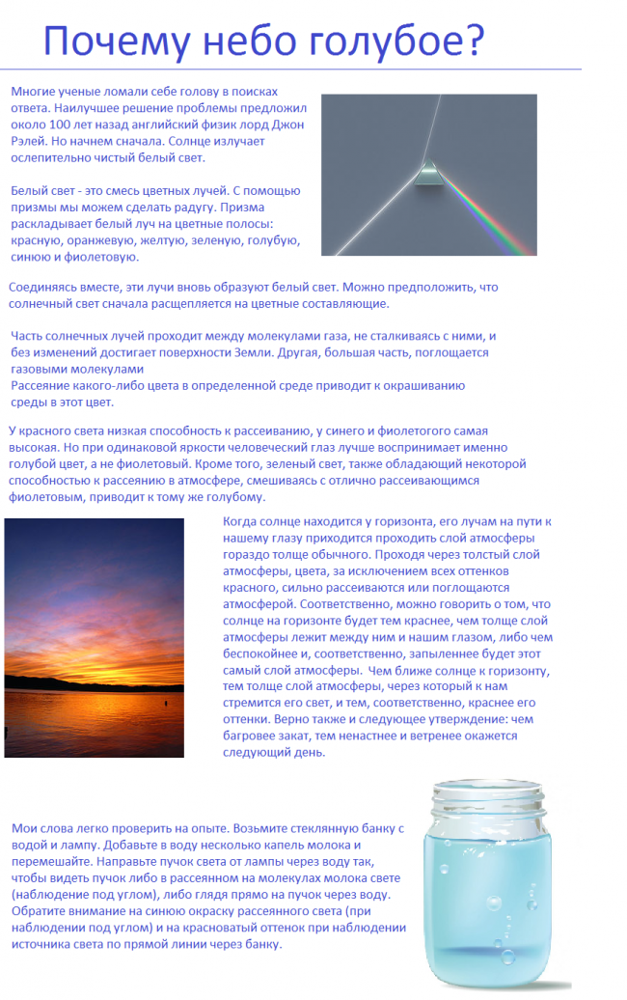 Почему небо голубое?
Многие ученые ломали себе голову в поисках
ответа. Наилучшее решение проблемы предложил
около 100 лет назад английский физик лорд Джон
Рэлей. Но начнем сначала. Солнце излучает
ослепительно чистый белый свет.
Белый свет - это смесь цветных лучей. С помощью
призмы мы можем сделать радугу. Призма
раскладывает белый луч на цветные полосы:
красную, оранжевую, желтую, зеленую, голубую,
синюю и фиолетовую.
Соединяясь вместе, эти лучи вновь образуют белый свет. Можно предположить, что
солнечный свет сначала расщепляется на цветные составляющие.
Часть солнечных лучей проходит между молекулами газа, не сталкиваясь с ними, и
без изменений достигает поверхности Земли. Другая, большая часть, поглощается
газовыми молекулами
Рассеяние какого-либо цвета в определенной среде приводит к окрашиванию
среды в этот цвет.
У красного света низкая способность к рассеиванию, у синего и фиолетогого самая
высокая. Но при одинаковой яркости человеческий глаз лучше воспринимает именно
голубой цвет, а не фиолетовый. Кроме того, зеленый свет, также обладающий некоторой
способностью к рассеянию в атмосфере, смешиваясь с отлично рассеивающимся
фиолетовым, приводит к тому же голубому.
Когда солнце находится у горизонта, его лучам на пути к
нашему глазу приходится проходить слой атмосферы
гораздо толще обычного. Проходя через толстый слой
атмосферы, цвета, за исключением всех оттенков
красного, сильно рассеиваются или поглощаются
атмосферой. Соответственно, можно говорить о том, что
солнце на горизонте будет тем краснее, чем толще слой
атмосферы лежит между ним и нашим глазом, либо чем
беспокойнее и, соответственно, запыленнее будет этот
самый слой атмосферы. Чем ближе солнце к горизонту,
тем толще слой атмосферы, через который к нам
стремится его свет, и тем, соответственно, краснее его
оттенки. Верно также и следующее утверждение: чем
багровее закат, тем ненастнее и ветренее окажется
следующий день.
Мои слова легко проверить на опыте. Возьмите стеклянную банку с
водой и лампу. Добавьте в воду несколько капель молока и
перемешайте. Направьте пучок света от лампы через воду так,
чтобы видеть пучок либо в рассеянном на молекулах молока свете
(наблюдение под углом), либо глядя прямо на пучок через воду.
Обратите внимание на синюю окраску рассеянного света (при
наблюдении под углом) и на красноватый оттенок при наблюдении
источника света по прямой линии через банку.